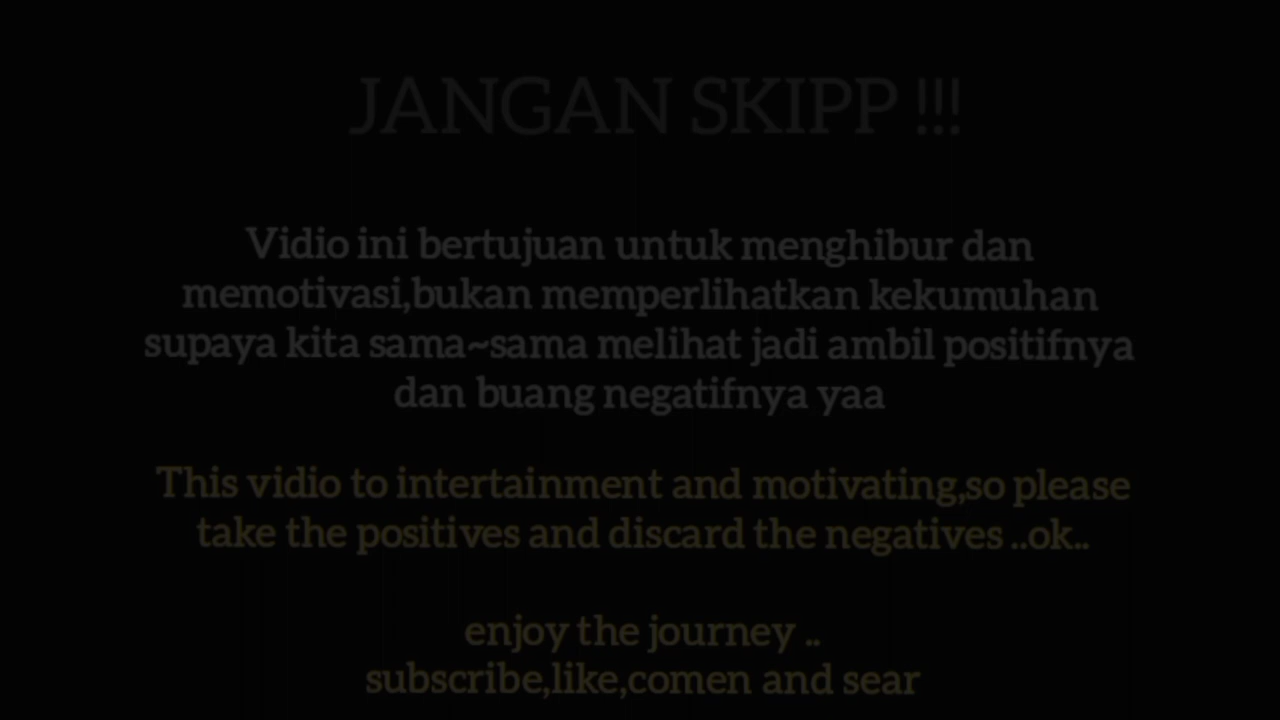 JANGAN SKIPP !!!
Vidio ini bertujuan untuk menghibur dan
memotivasi,bukan memperlihatkan kekumuhan
supaya kita sama~sama melihat jadi ambil positifnya
dan buang negatifnya yaa
This vidio to intertainment and motivating,so please
take the positives and discard the negatives ..ok..
enjoy the journey ..
subscribe,like,comen and sear